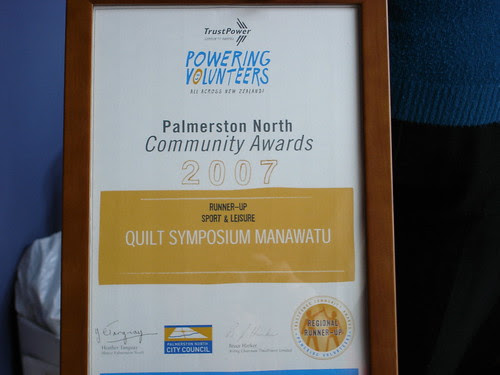 TrustPower
POWERING
VOLUNTEERS
ALL ACROSS NEW ZEALAND!
Palmerston North
Community Awards
2007
RUNNER-UP
SPORT & LEISURE
QUILT SYMPOSIUM MANAWATU
PALMERSTON NORTH
CITY COUNCIL
REGIONAL
RUNNER-UP